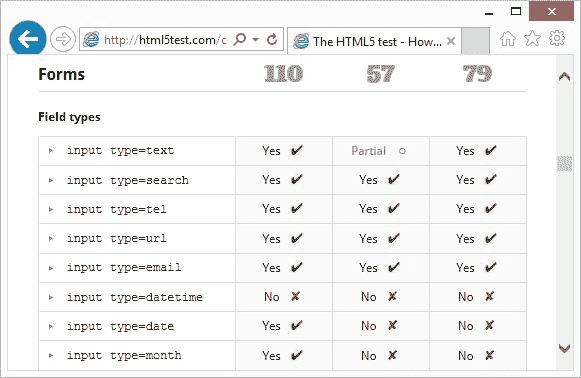 http://html5test.com/c
The HTML5 test - How...
Forms 110 57 79
Field types
input type=text Yes ✔ Partial ○ Yes ✔
input type=search Yes ✔ Yes ✔ Yes ✔
input type=tel Yes ✔ Yes ✔ Yes ✔
input type=url Yes ✔ Yes ✔ Yes ✔
input type=email Yes ✔ Yes ✔ Yes ✔
input type=datetime No ✘ No ✘ No ✘
input type=date Yes ✔ No ✘ No ✘
input type=month Yes ✔ No ✘ No ✘